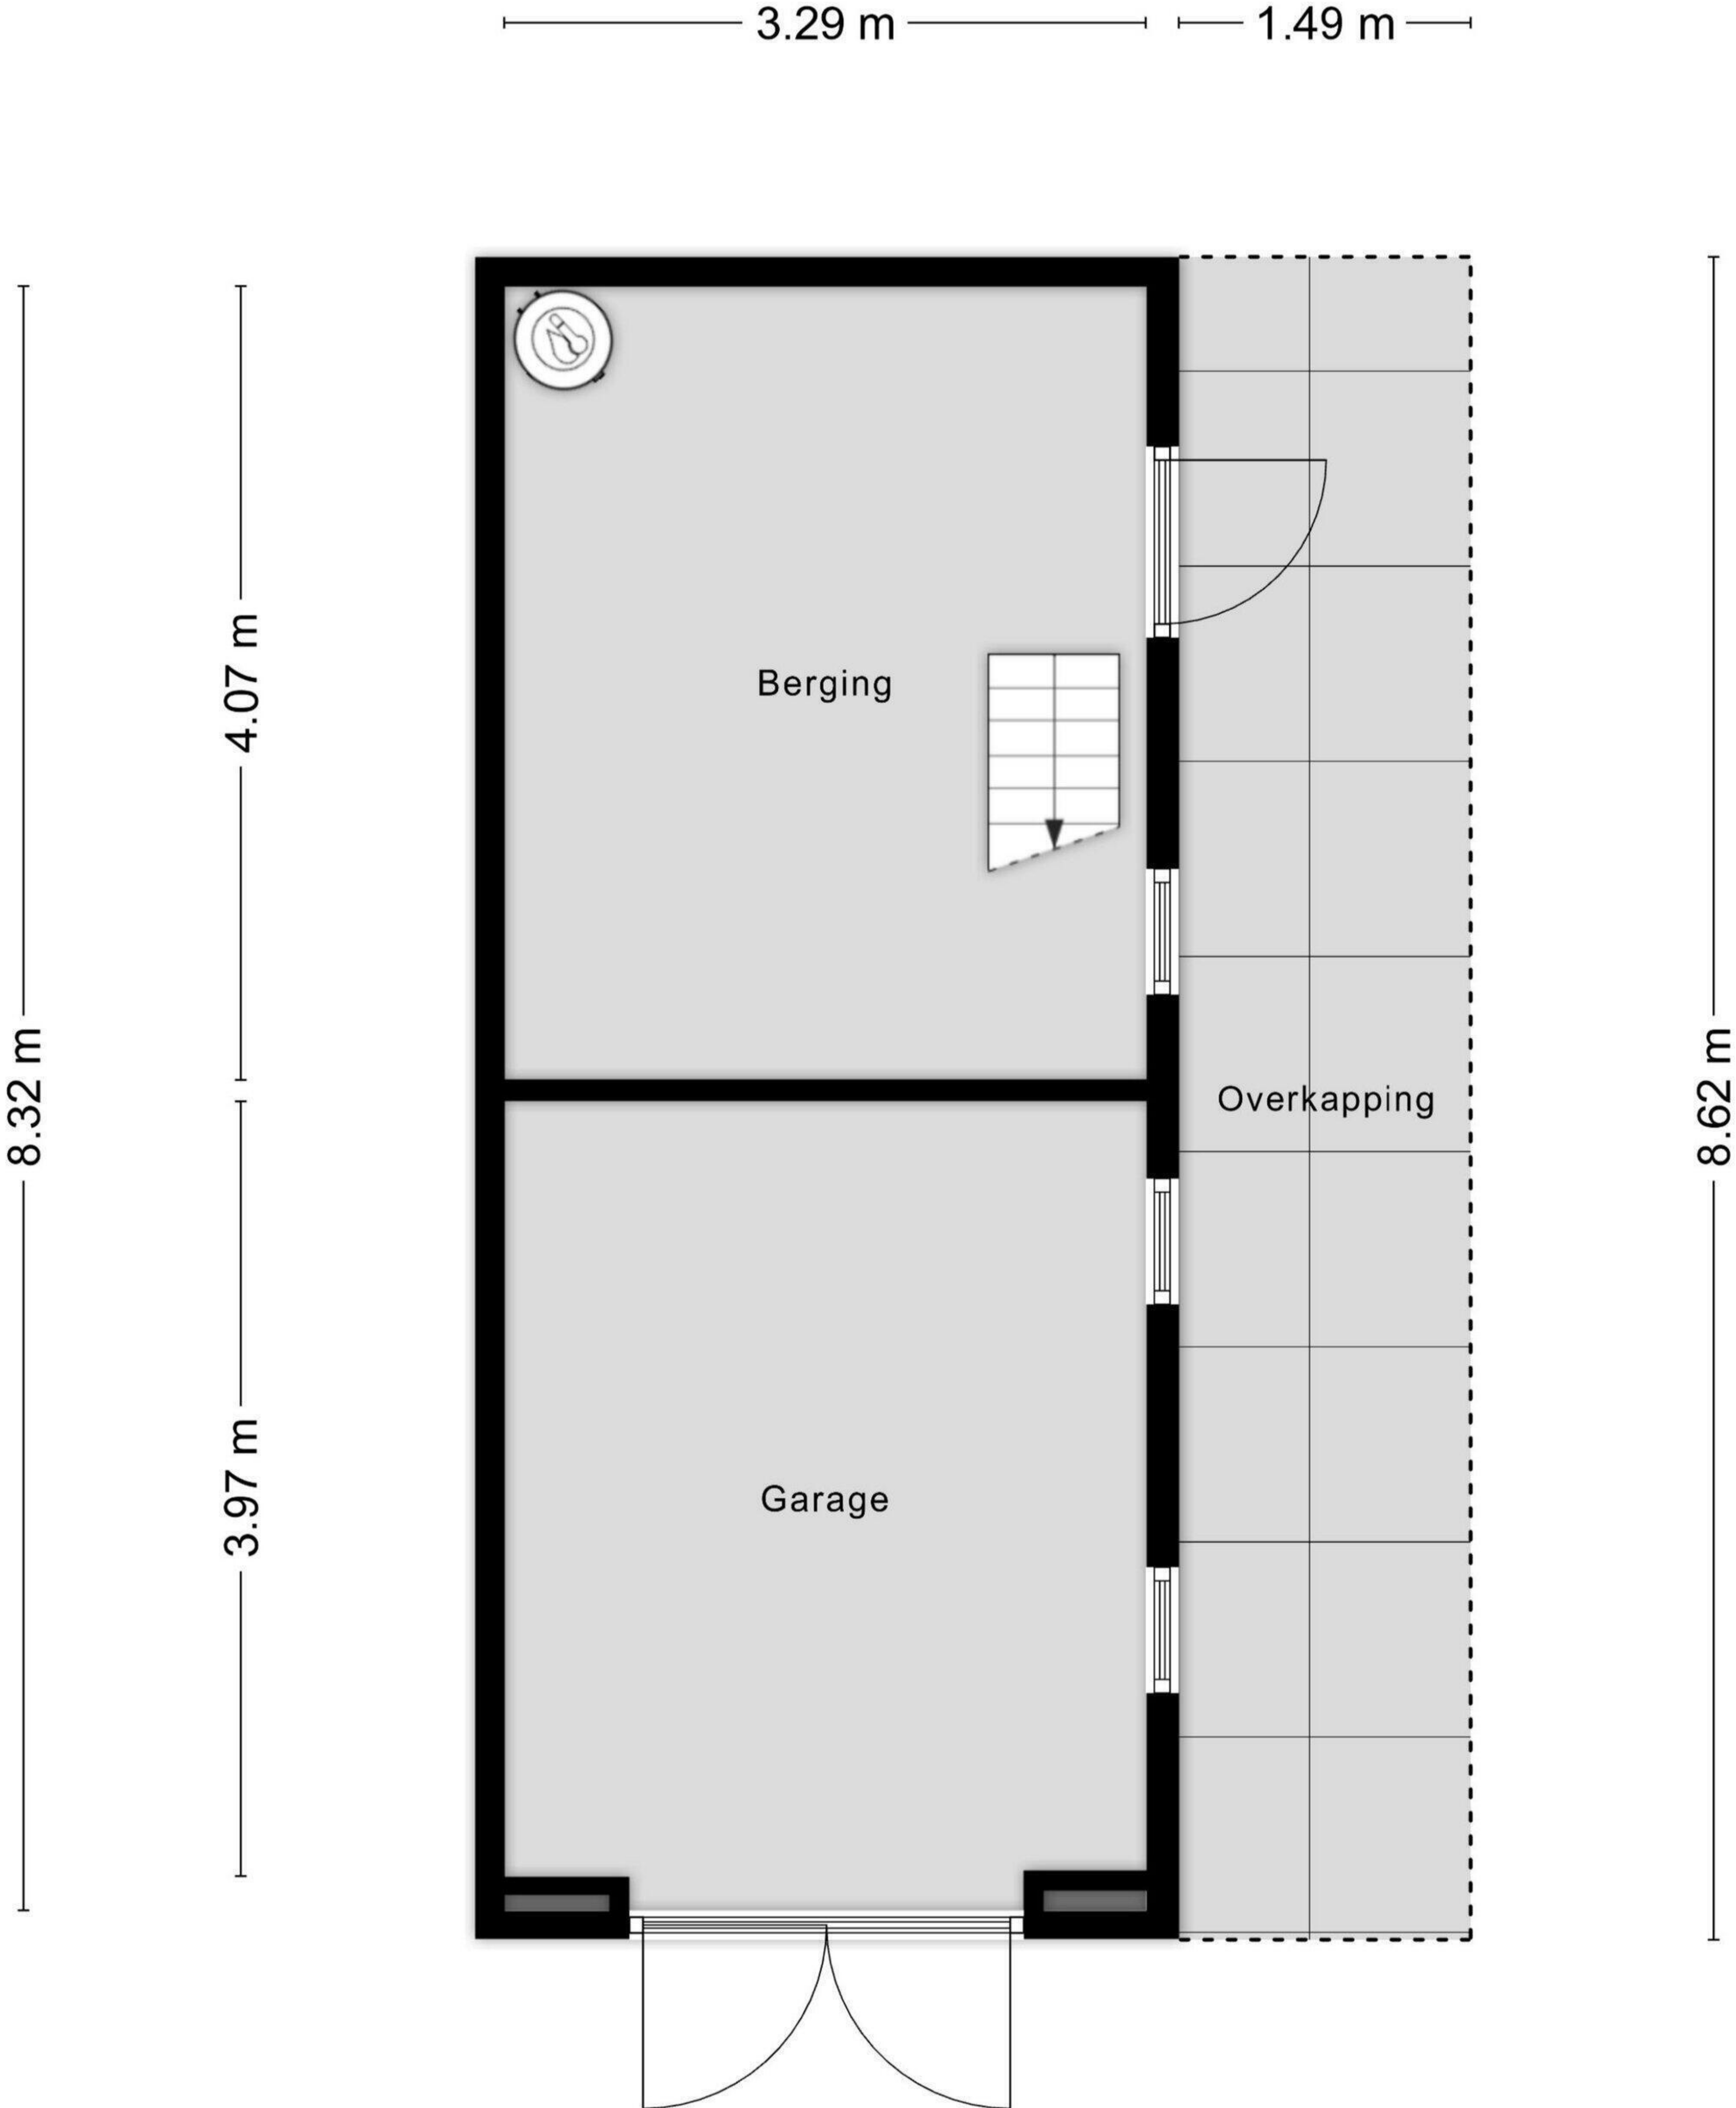 3.29 m
1.49 m
4.07 m
Berging
8.32 m
Overkapping
8.62 m
3.97 m
Garage